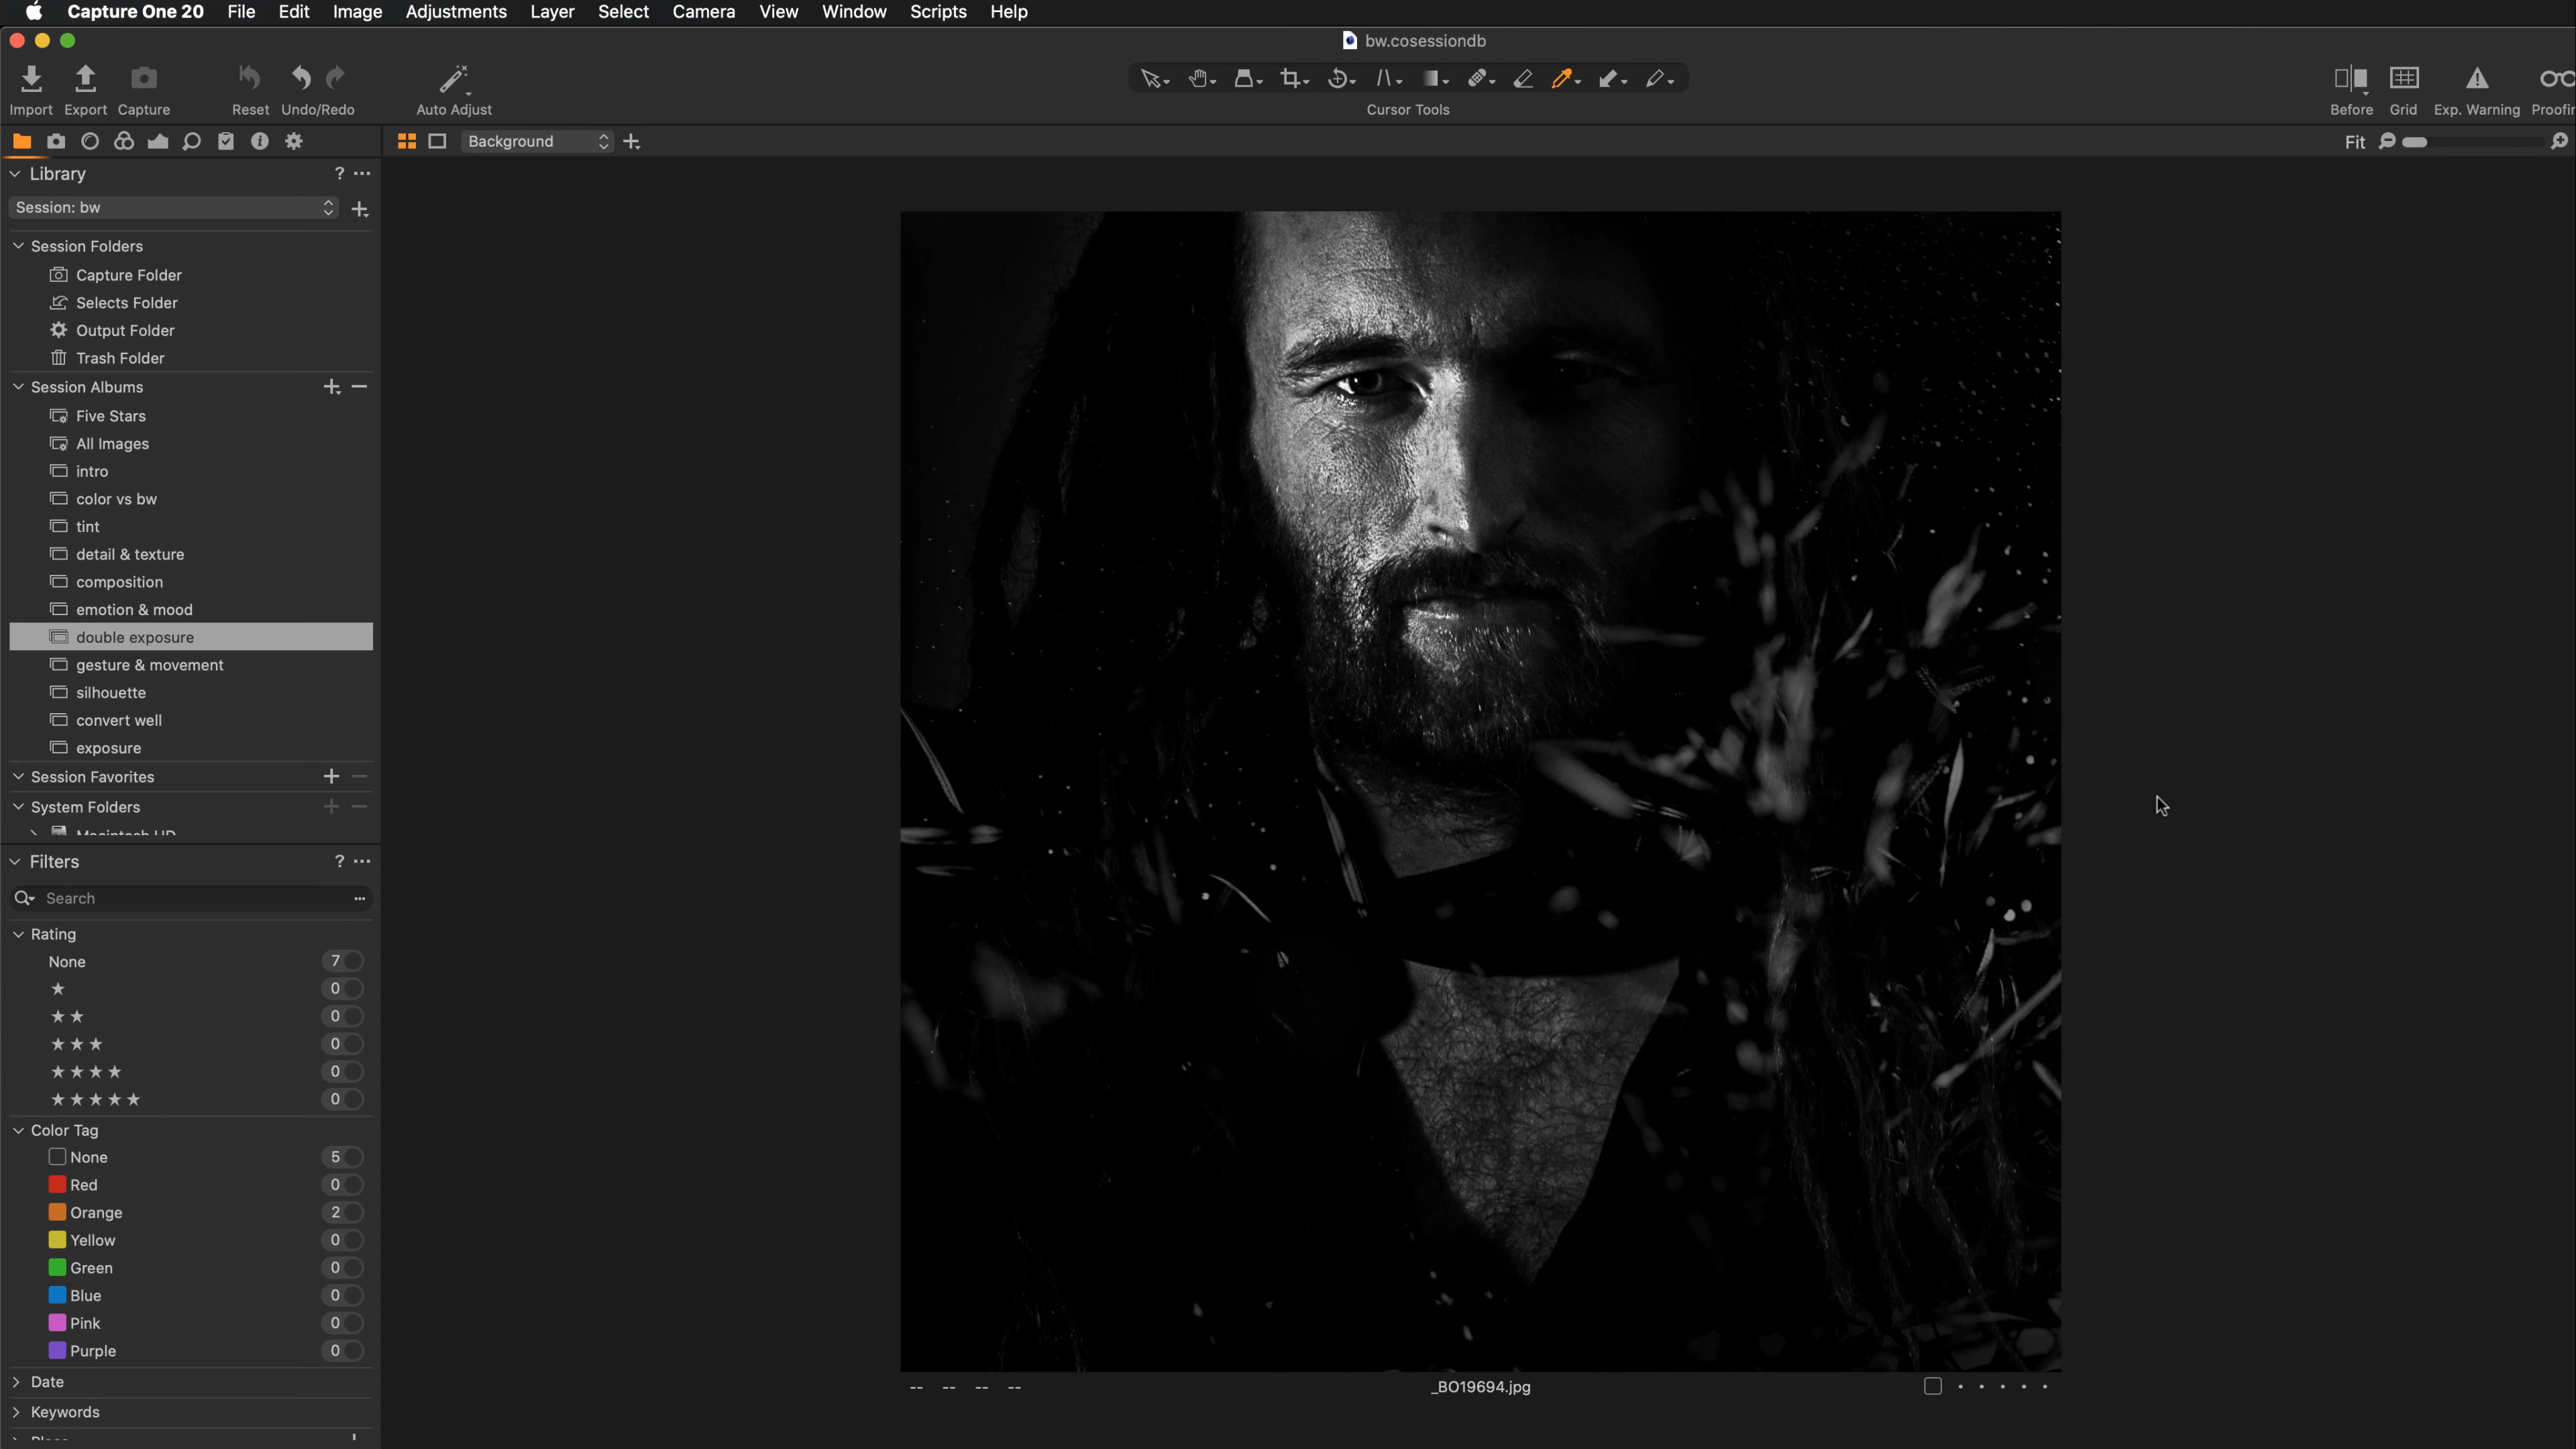 Capture One 20 File Edit Image Adjustments Layer Select Camera View Window Scripts Help
bw.cosessiondb
Import Export Capture Reset Undo/Redo Auto Adjust Cursor Tools Before Grid Exp. Warning
Background
Fit
Library ? ...
Session: bw
Session Folders
Capture Folder
Selects Folder
Output Folder
Trash Folder
Session Albums
Five Stars
All Images
intro
color vs bw
tint
detail & texture
composition
emotion & mood
double exposure
gesture & movement
silhouette
convert well
exposure
Session Favorites
System Folders
Filters ? ...
Search ...
Rating
None 7
0
0
0
0
0
Color Tag
None 5
Red 0
Orange 2
Yellow 0
Green 0
Blue 0
Pink 0
Purple 0
Date
Keywords
-- -- -- -- _BO19694.jpg